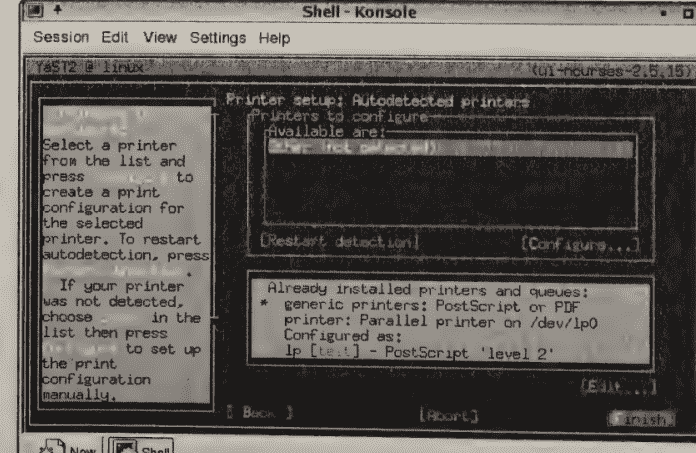 Shell - Konsole
Session Edit View Settings Help
YaST2 @ linux (ui-ncurses-2.5.15)
Printer setup: Autodetected printers
Printers to configure
Available are:
Select a printer
from the list and
press to
create a print
configuration for
the selected
printer. To restart
autodetection, press
.
If your printer
was not detected,
choose in the
list then press
to set up
the print
configuration
manually.
Other (not detected)
[Restart detection] [Configure...]
Already installed printers and queues:
* generic printers: PostScript or PDF
printer: Parallel printer on /dev/lp0
Configured as:
lp [text] - PostScript 'level 2'
[Edit...]
[Back] [Abort] [Finish]
New Shell